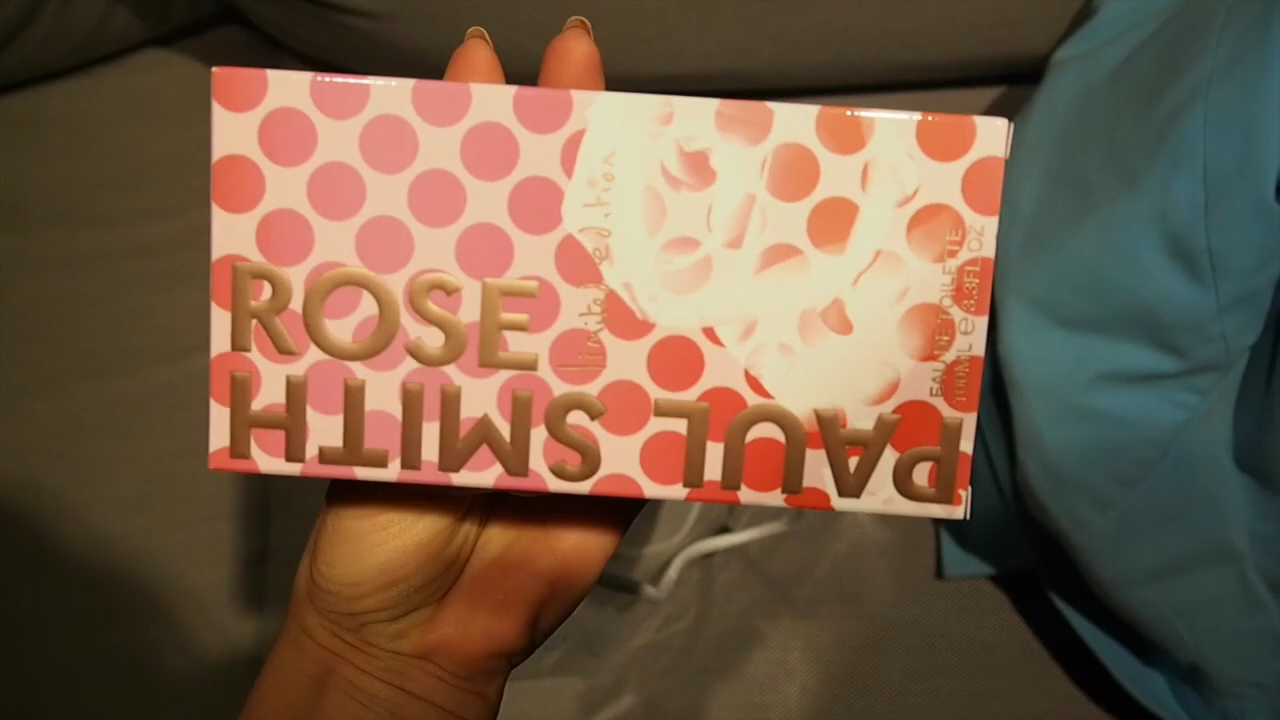 ROSE
PAUL SMITH
limited edition
EAU DE TOILETTE
100ML e 3.3FL OZ